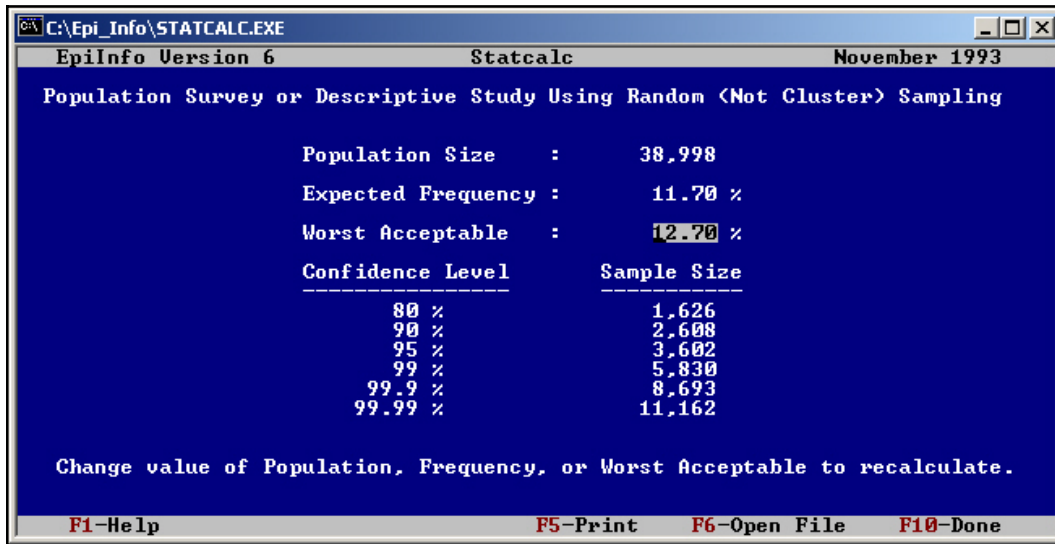 C:\Epi_Info\STATCALC.EXE
EpiInfo Version 6 Statcalc November 1993
Population Survey or Descriptive Study Using Random (Not Cluster) Sampling
Population Size : 38,998
Expected Frequency : 11.70 %
Worst Acceptable : 12.70 %
Confidence Level Sample Size
80 % 1,626
90 % 2,608
95 % 3,602
99 % 5,830
99.9 % 8,693
99.99 % 11,162
Change value of Population, Frequency, or Worst Acceptable to recalculate.
F1-Help F5-Print F6-Open File F10-Done